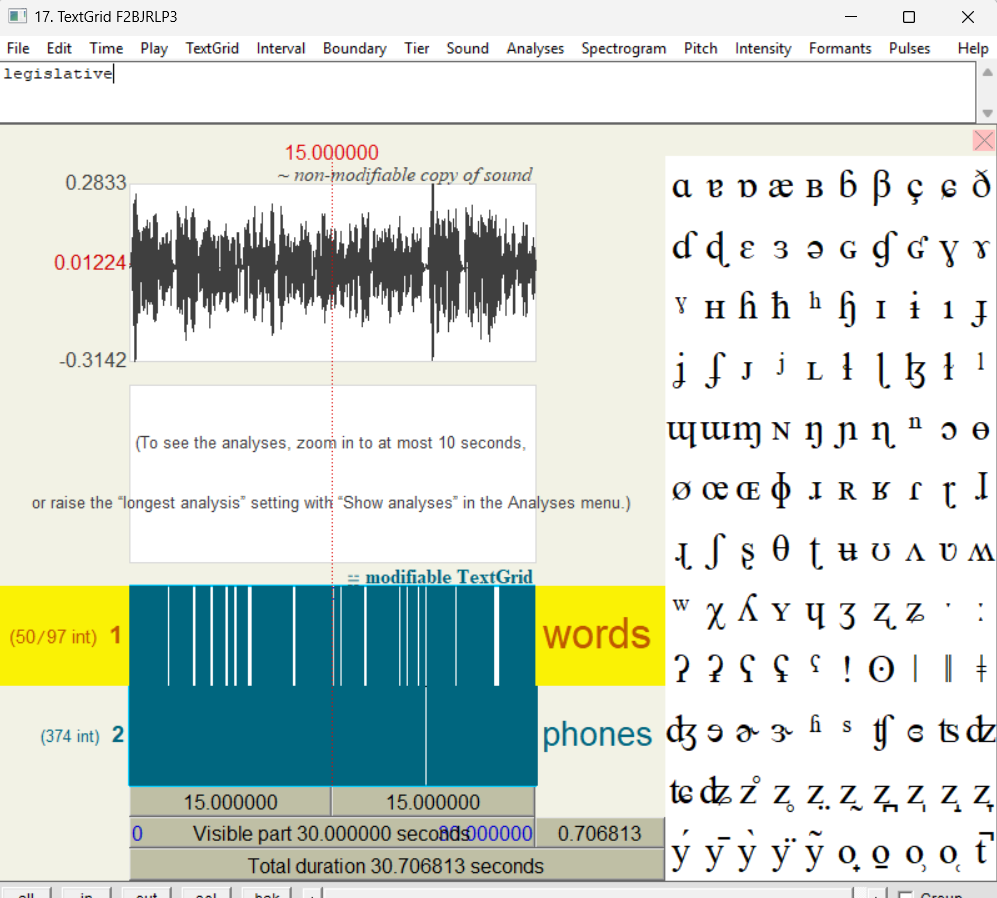 17. TextGrid F2BJRLP3
File Edit Time Play TextGrid Interval Boundary Tier Sound Analyses Spectrogram Pitch Intensity Formants Pulses Help
legislative
15.000000
~ non-modifiable copy of sound
0.2833
0.01224
-0.3142
(To see the analyses, zoom in to at most 10 seconds,
or raise the “longest analysis” setting with “Show analyses” in the Analyses menu.)
:: modifiable TextGrid
(50/97 int) 1 words
(374 int) 2 phones
15.000000 15.000000
0 Visible part 30.000000 seconds 30.000000 0.706813
Total duration 30.706813 seconds
all in out sel bak Group
ɑ ɐ ɒ æ ʙ ɓ β ç ɕ ð
ɗ ɖ ɛ ɜ ə ɢ ɠ ʛ ɣ ɤ
ˠ ʜ ɦ ħ ʰ ɧ ɪ ɨ ı ɟ
ʝ ʄ ᴊ ʲ ʟ ɫ ɭ ɮ ɬ ˡ
ɰ ɯ ɱ ɴ ŋ ɲ ɳ ⁿ ɔ ɵ
ø œ ɶ ɸ ɹ ʀ ʁ ɾ ɽ ɺ
ɻ ʃ ʂ θ ʈ ʉ ʊ ʌ ʋ ʍ
ʷ χ ʎ ʏ ɥ ʒ ʐ ʑ ˑ ː
ʔ ʡ ʕ ʢ ˤ ǃ ʘ ǀ ǁ ǂ
ʤ ɘ ɚ ɝ ʱ ˢ ʧ ɞ ʦ ʣ
ʨ ʥ z̊ z̥ z̤ z̰ z̪ z̩ z̞ z̟
ý ȳ ỳ ÿ ỹ o̟ o̠ o̹ o̜ t̚